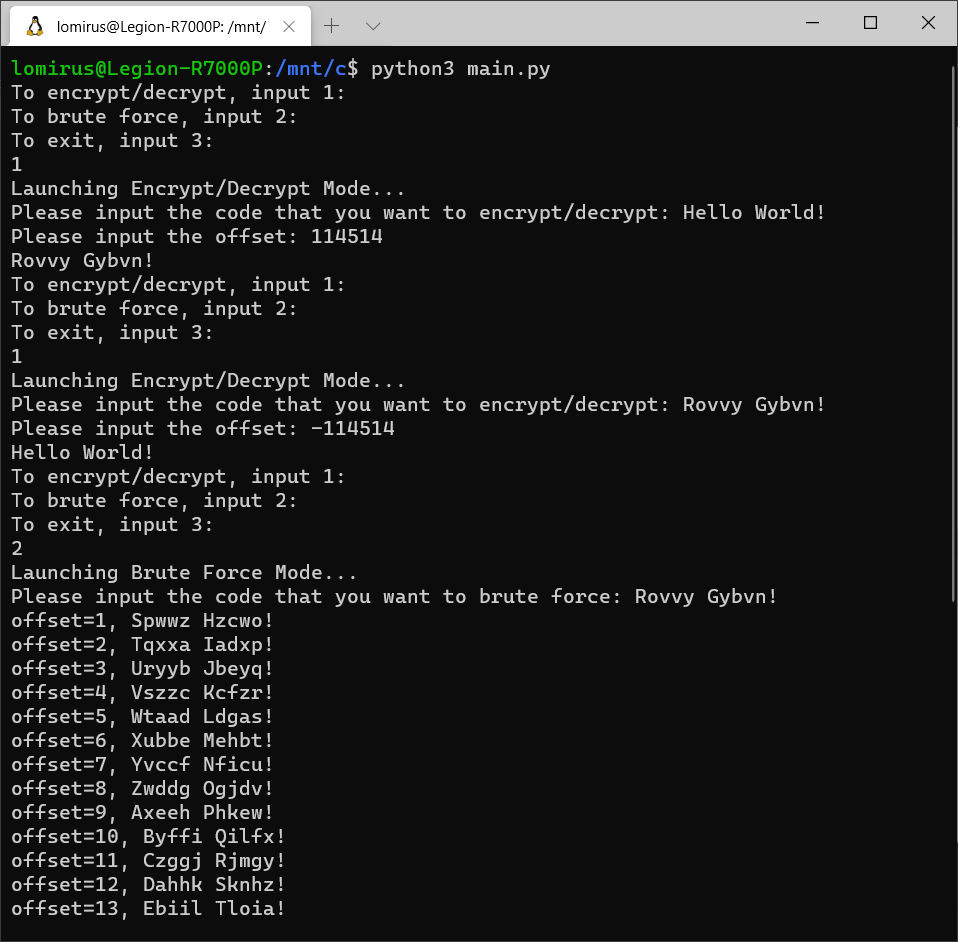 lomirus@Legion-R7000P: /mnt/
lomirus@Legion-R7000P:/mnt/c$ python3 main.py
To encrypt/decrypt, input 1:
To brute force, input 2:
To exit, input 3:
1
Launching Encrypt/Decrypt Mode...
Please input the code that you want to encrypt/decrypt: Hello World!
Please input the offset: 114514
Rovvy Gybvn!
To encrypt/decrypt, input 1:
To brute force, input 2:
To exit, input 3:
1
Launching Encrypt/Decrypt Mode...
Please input the code that you want to encrypt/decrypt: Rovvy Gybvn!
Please input the offset: -114514
Hello World!
To encrypt/decrypt, input 1:
To brute force, input 2:
To exit, input 3:
2
Launching Brute Force Mode...
Please input the code that you want to brute force: Rovvy Gybvn!
offset=1, Spwwz Hzcwo!
offset=2, Tqxxa Iadxp!
offset=3, Uryyb Jbeyq!
offset=4, Vszzc Kcfzr!
offset=5, Wtaad Ldgas!
offset=6, Xubbe Mehbt!
offset=7, Yvccf Nficu!
offset=8, Zwddg Ogjdv!
offset=9, Axeeh Phkew!
offset=10, Byffi Qilfx!
offset=11, Czggj Rjmgy!
offset=12, Dahhk Sknhz!
offset=13, Ebiil Tloia!